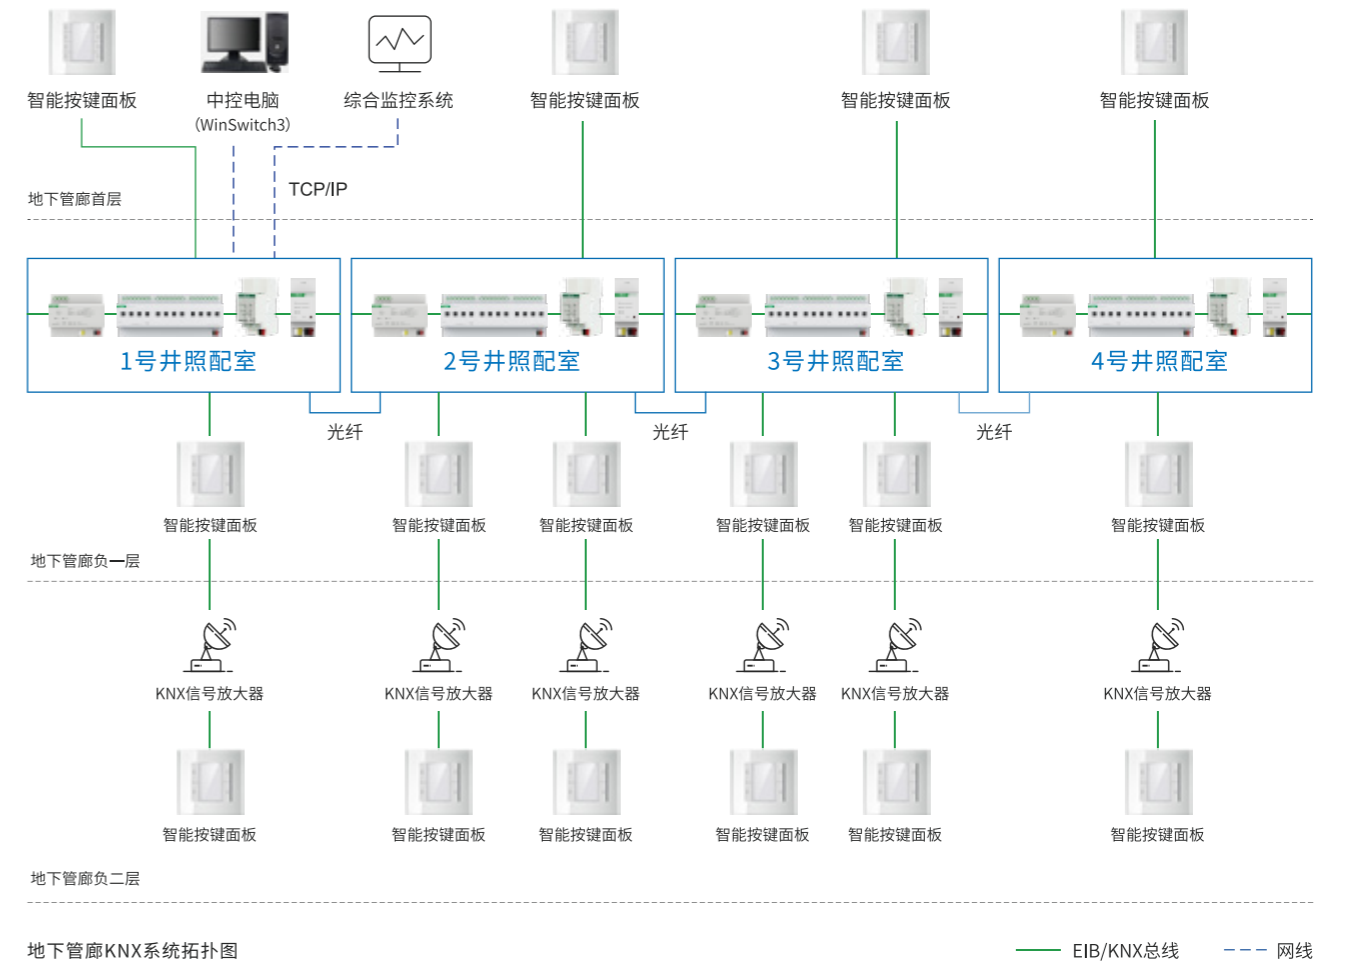 智能按键面板
中控电脑
(WinSwitch3)
综合监控系统
智能按键面板
智能按键面板
智能按键面板
TCP/IP
地下管廊首层
1号井照配室
2号井照配室
3号井照配室
4号井照配室
光纤
光纤
光纤
智能按键面板
智能按键面板
智能按键面板
智能按键面板
智能按键面板
智能按键面板
地下管廊负一层
KNX信号放大器
KNX信号放大器
KNX信号放大器
KNX信号放大器
KNX信号放大器
KNX信号放大器
智能按键面板
智能按键面板
智能按键面板
智能按键面板
智能按键面板
智能按键面板
地下管廊负二层
地下管廊KNX系统拓扑图
EIB/KNX总线
网线